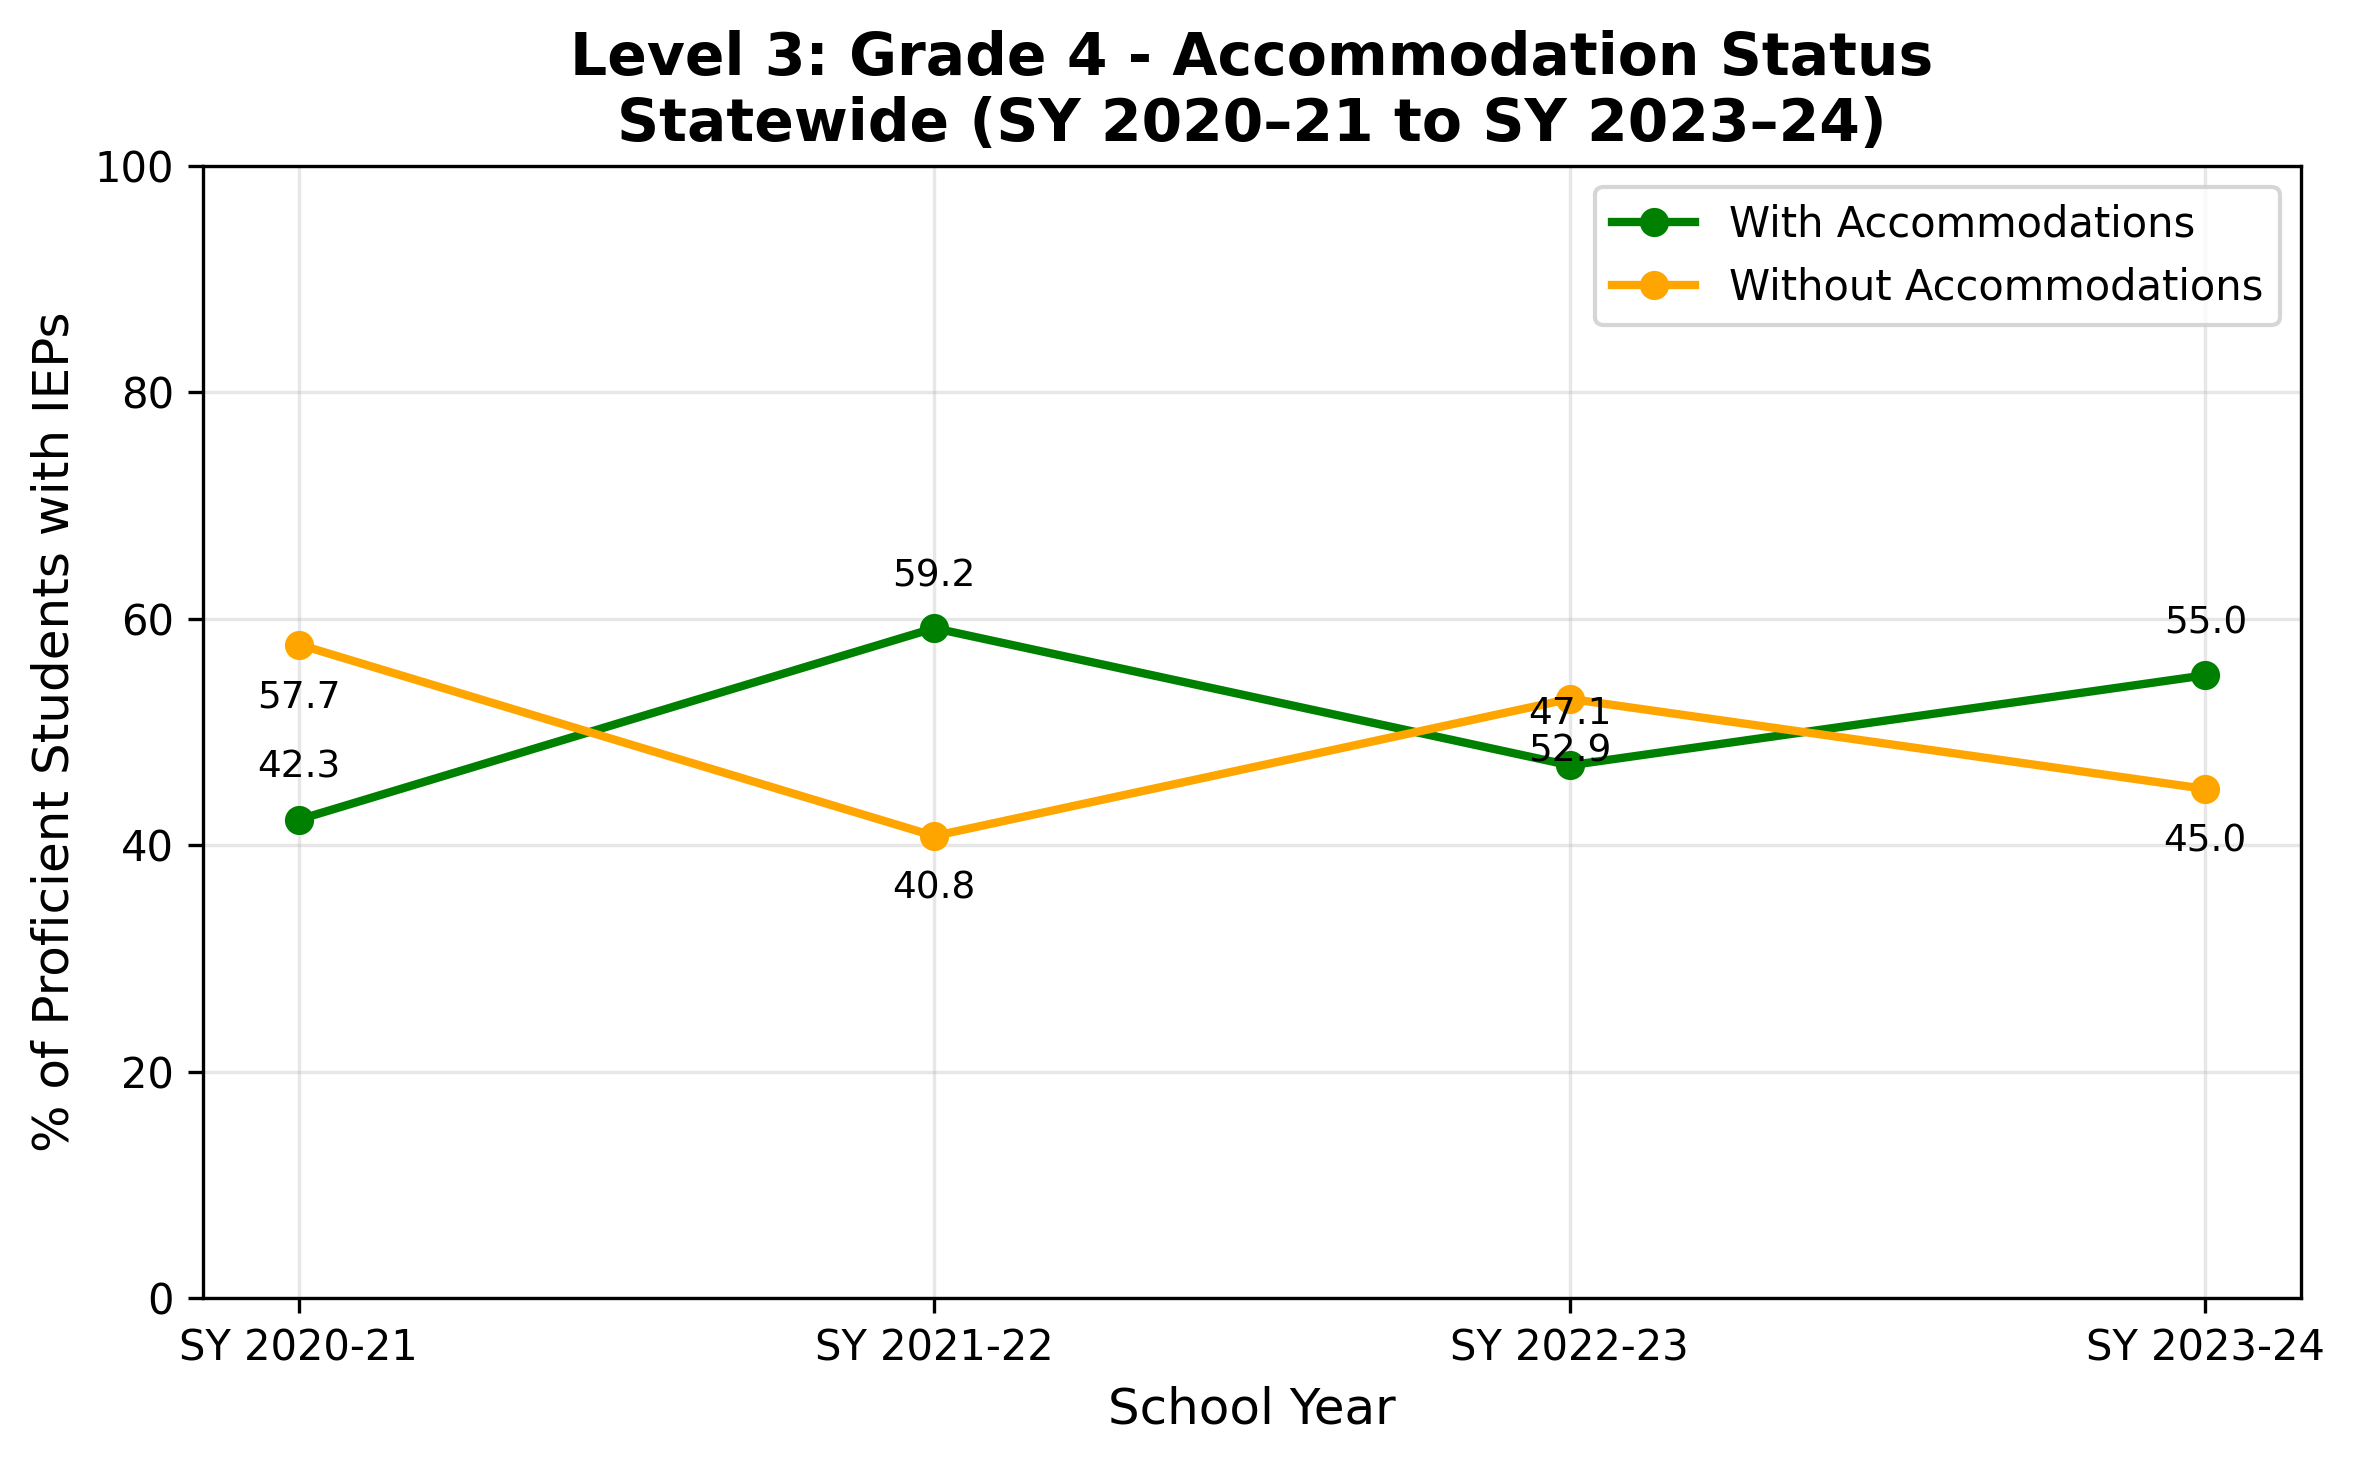 Level 3: Grade 4 - Accommodation Status
Statewide (SY 2020–21 to SY 2023–24)
% of Proficient Students with IEPs
100
80
60
40
20
0
With Accommodations
Without Accommodations
57.7
42.3
59.2
40.8
47.1
52.9
55.0
45.0
SY 2020-21
SY 2021-22
SY 2022-23
SY 2023-24
School Year